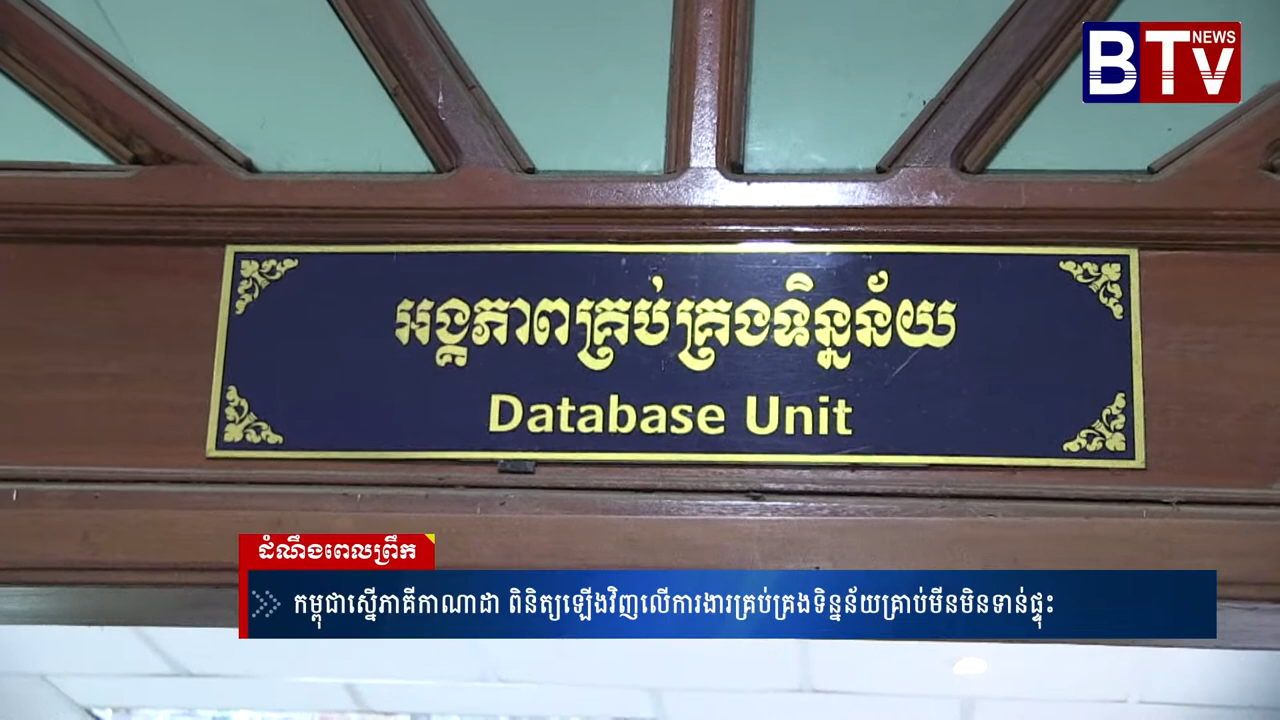 BTV NEWS
អង្គភាពគ្រប់គ្រងទិន្នន័យ
Database Unit
ដំណឹងពេលព្រឹក
កម្ពុជាស្នើភាគីកាណាដា ពិនិត្យឡើងវិញលើការងារគ្រប់គ្រងទិន្នន័យគ្រាប់មីនមិនទាន់ផ្ទុះ